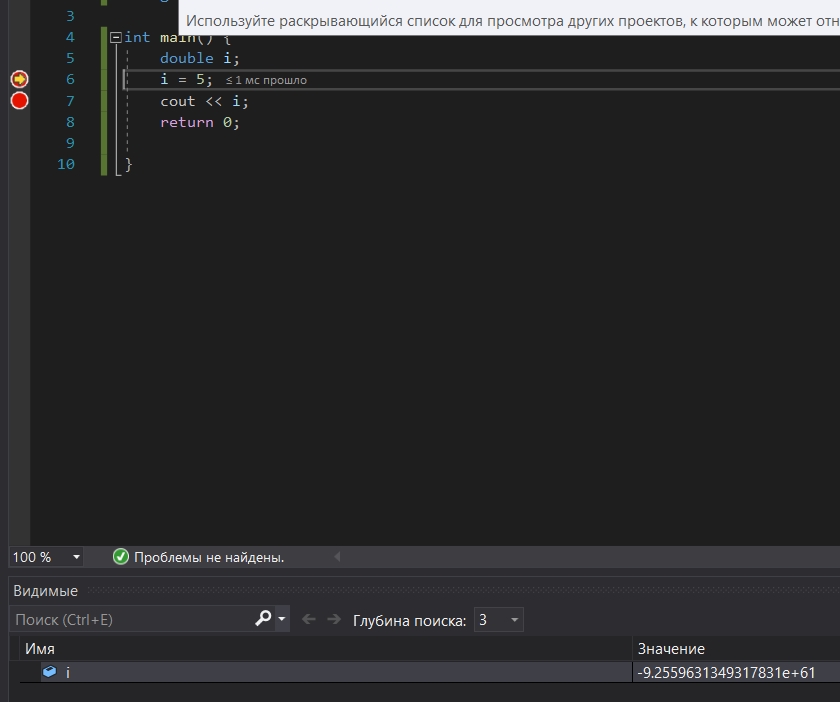 Используйте раскрывающийся список для просмотра других проектов, к которым может
3
4 int main() {
5 double i;
6 i = 5; ≤ 1 мс прошло
7 cout << i;
8 return 0;
9
10 }
100 % Проблемы не найдены.
Видимые
Поиск (Ctrl+E) Глубина поиска: 3
Имя Значение
i -9.2559631349317831e+61